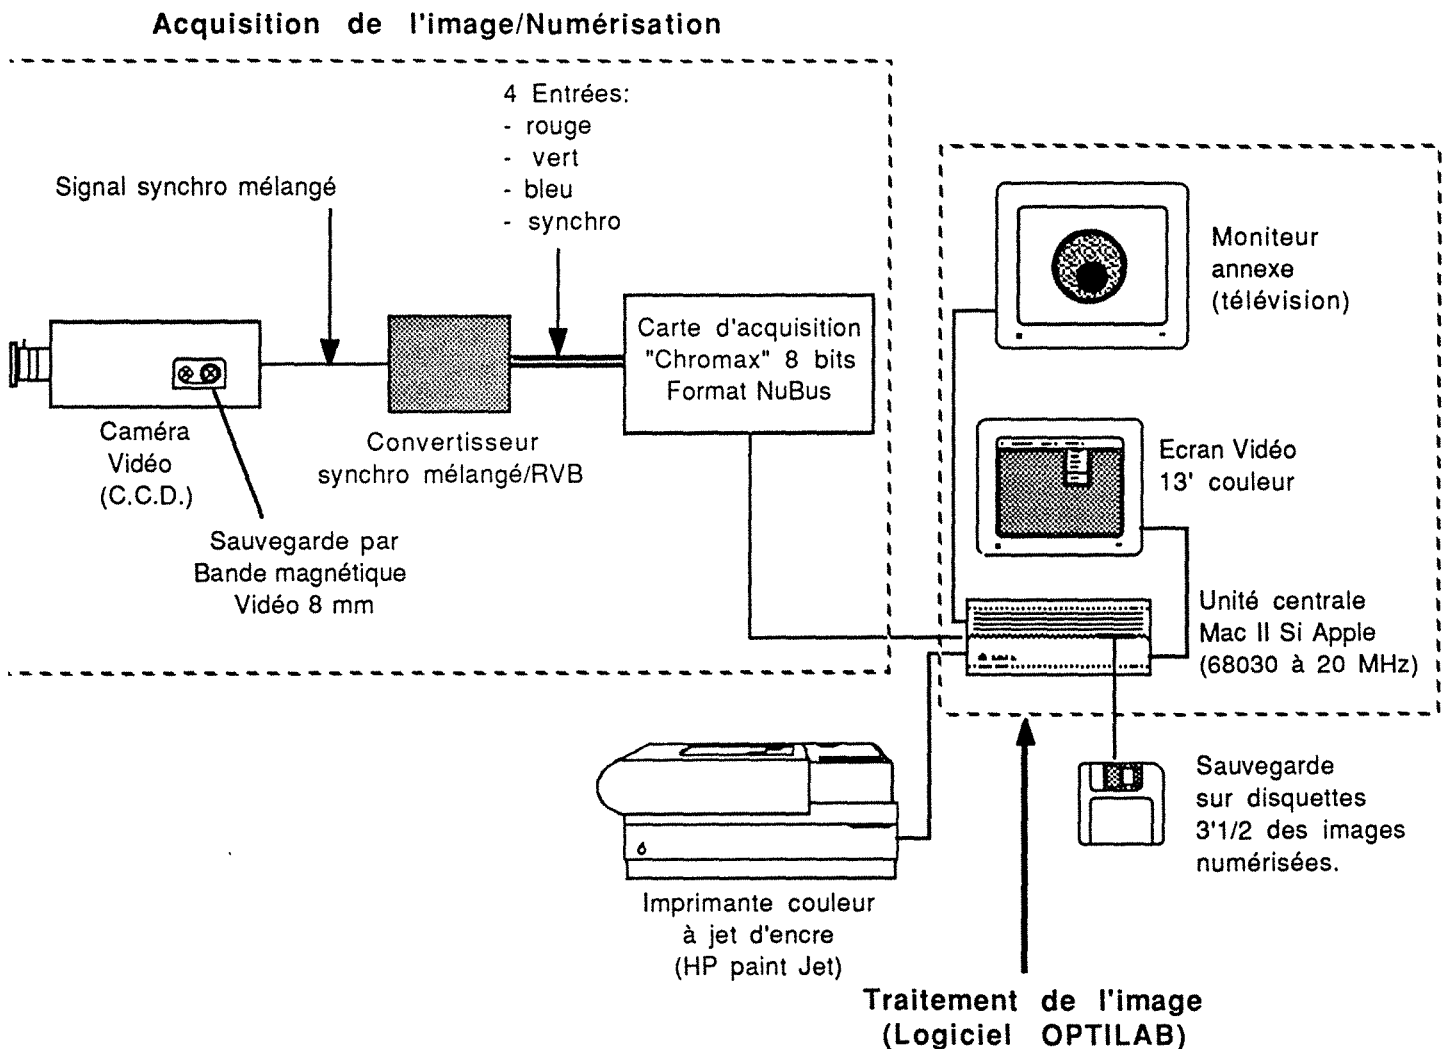 Acquisition de l'image/Numérisation
4 Entrées:
- rouge
- vert
- bleu
- synchro
Signal synchro mélangé
Carte d'acquisition
"Chromax" 8 bits
Format NuBus
Caméra
Vidéo
(C.C.D.)
Convertisseur
synchro mélangé/RVB
Sauvegarde par
Bande magnétique
Vidéo 8 mm
Moniteur
annexe
(télévision)
Ecran Vidéo
13' couleur
Unité centrale
Mac II Si Apple
(68030 à 20 MHz)
Sauvegarde
sur disquettes
3'1/2 des images
numérisées.
Imprimante couleur
à jet d'encre
(HP paint Jet)
Traitement de l'image
(Logiciel OPTILAB)